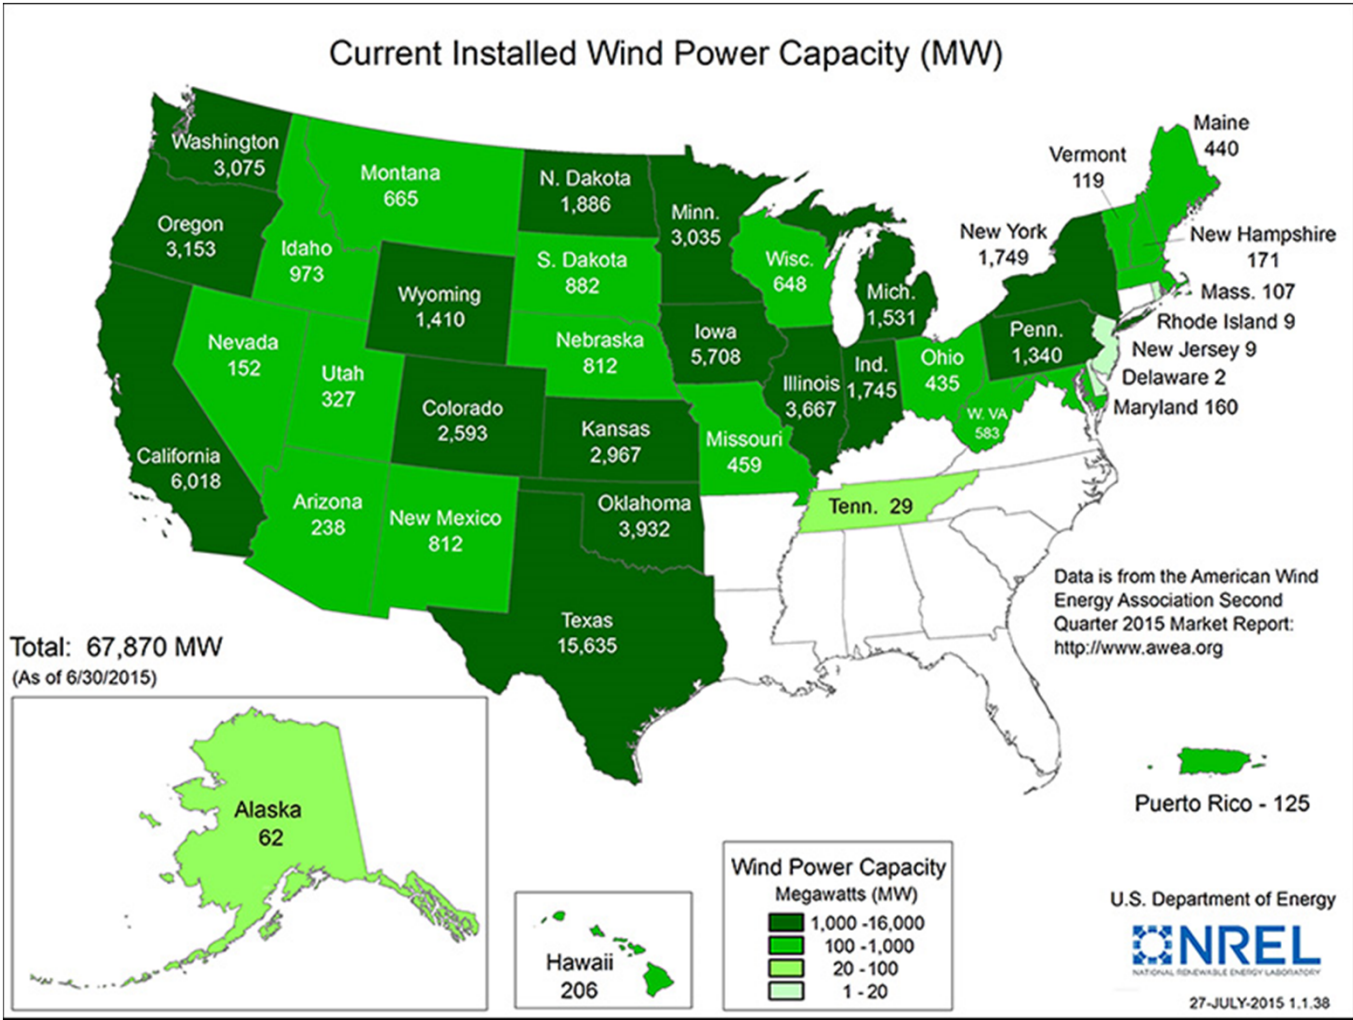 Current Installed Wind Power Capacity (MW)
Washington
3,075
Oregon
3,153
California
6,018
Nevada
152
Idaho
973
Montana
665
Wyoming
1,410
Utah
327
Colorado
2,593
Arizona
238
New Mexico
812
N. Dakota
1,886
S. Dakota
882
Nebraska
812
Kansas
2,967
Oklahoma
3,932
Texas
15,635
Minn.
3,035
Iowa
5,708
Missouri
459
Wisc.
648
Illinois
3,667
Mich.
1,531
Ind.
1,745
Ohio
435
W. VA
583
Tenn. 29
Penn.
1,340
New York
1,749
Vermont
119
Maine
440
New Hampshire
171
Mass. 107
Rhode Island 9
New Jersey 9
Delaware 2
Maryland 160
Data is from the American Wind
Energy Association Second
Quarter 2015 Market Report:
http://www.awea.org
Total: 67,870 MW
(As of 6/30/2015)
Alaska
62
Hawaii
206
Puerto Rico - 125
Wind Power Capacity
Megawatts (MW)
1,000 -16,000
100 -1,000
20 -100
1 -20
U.S. Department of Energy
NREL
NATIONAL RENEWABLE ENERGY LABORATORY
27-JULY-2015 1.1.38